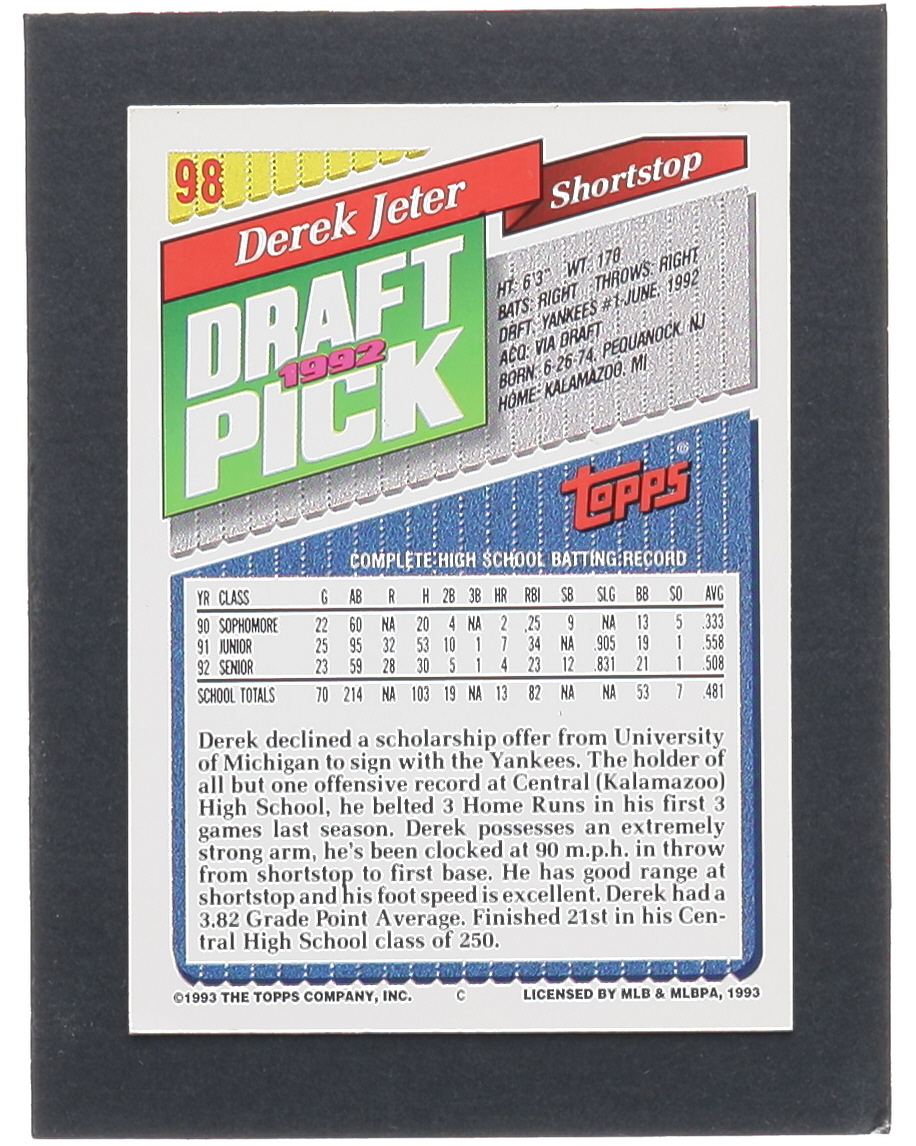 98
Derek Jeter
Shortstop
DRAFT
1992
PICK
HT: 6'3" WT: 178
BATS: RIGHT THROWS: RIGHT
DRFT: YANKEES #1-JUNE, 1992
ACQ: VIA DRAFT
BORN: 6-26-74, PEQUANOCK, NJ
HOME: KALAMAZOO, MI
topps®
COMPLETE HIGH SCHOOL BATTING RECORD
YR CLASS G AB R H 2B 3B HR RBI SB SLG BB SO AVG
90 SOPHOMORE 22 60 NA 20 4 NA 2 25 9 NA 13 5 .333
91 JUNIOR 25 95 32 53 10 1 7 34 NA .905 19 1 .558
92 SENIOR 23 59 28 30 5 1 4 23 12 .831 21 1 .508
SCHOOL TOTALS 70 214 NA 103 19 NA 13 82 NA NA 53 7 .481
Derek declined a scholarship offer from University
of Michigan to sign with the Yankees. The holder of
all but one offensive record at Central (Kalamazoo)
High School, he belted 3 Home Runs in his first 3
games last season. Derek possesses an extremely
strong arm, he's been clocked at 90 m.p.h. in throw
from shortstop to first base. He has good range at
shortstop and his foot speed is excellent. Derek had a
3.82 Grade Point Average. Finished 21st in his Cen-
tral High School class of 250.
©1993 THE TOPPS COMPANY, INC. C LICENSED BY MLB & MLBPA, 1993